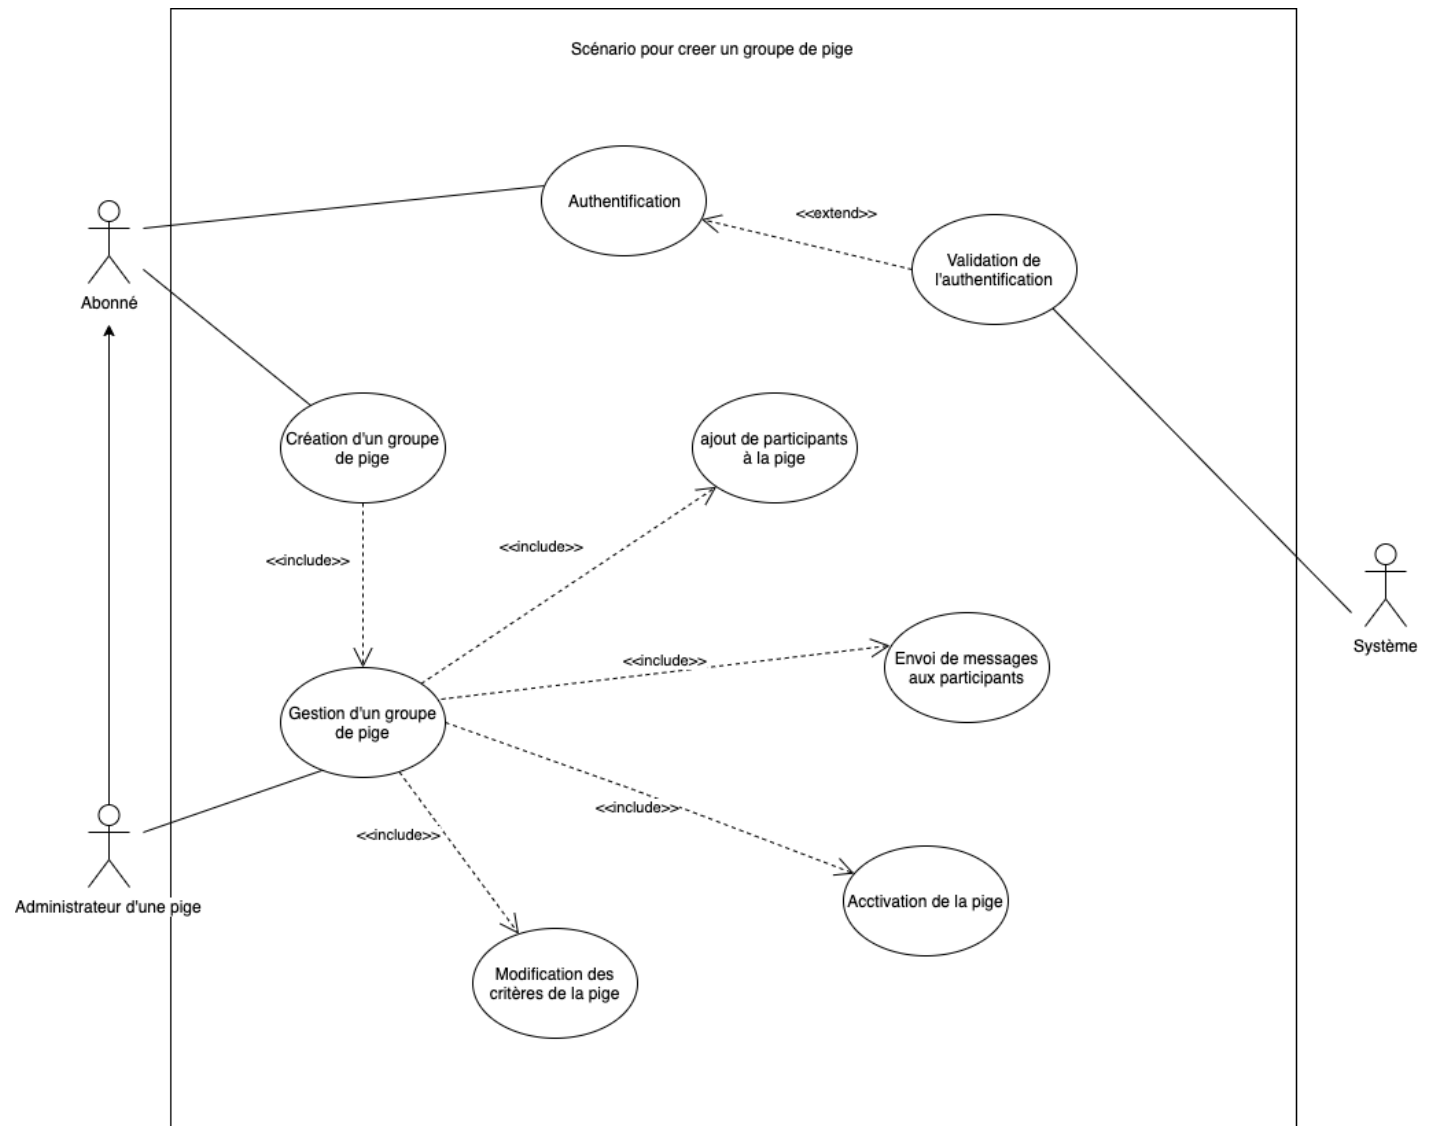 Scénario pour creer un groupe de pige
Authentification
<<extend>>
Validation de
l'authentification
Abonné
Création d'un groupe
de pige
ajout de participants
à la pige
<<include>>
<<include>>
Système
Envoi de messages
aux participants
<<include>>
Gestion d'un groupe
de pige
<<include>>
<<include>>
Administrateur d'une pige
Acctivation de la pige
Modification des
critères de la pige